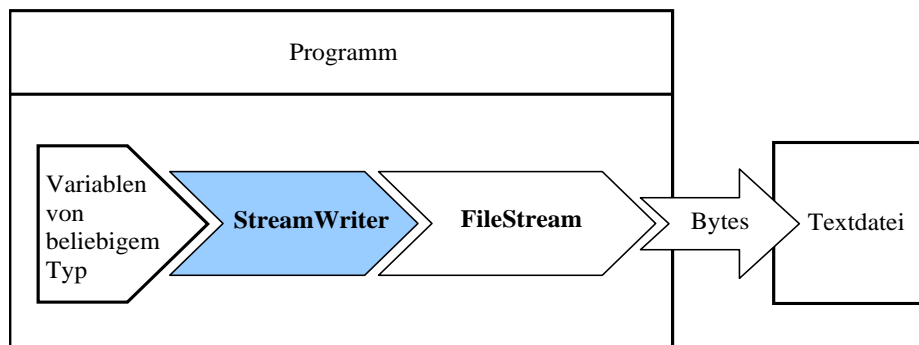 Programm
Variablen
von
beliebigem
Typ
StreamWriter
FileStream
Bytes
Textdatei